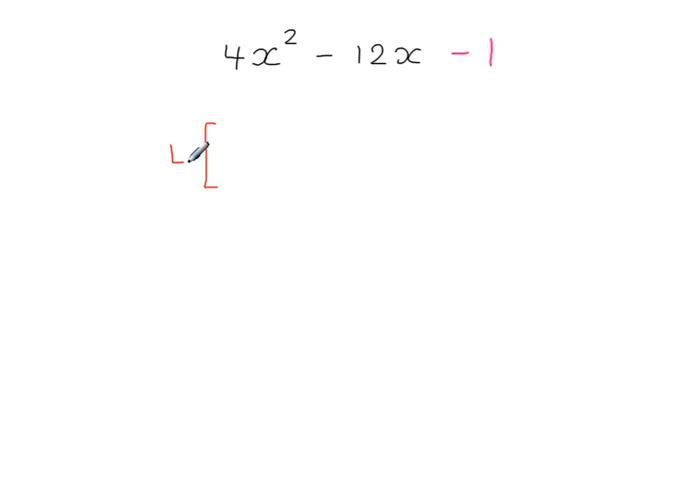 4x² - 12x - 1
[